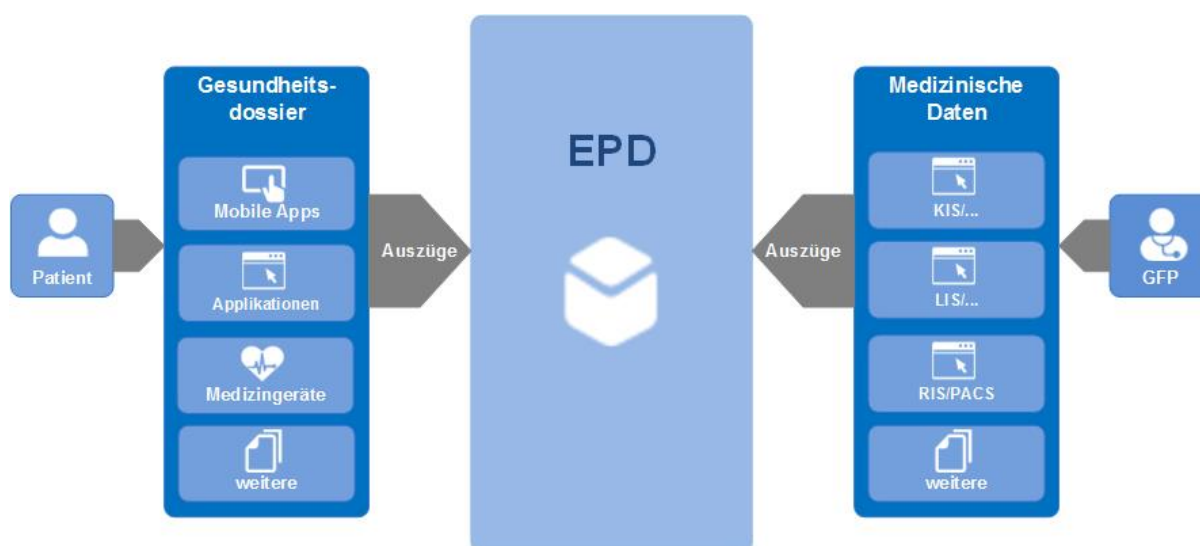 Patient
Gesundheits-
dossier
Mobile Apps
Applikationen
Medizingeräte
weitere
Auszüge
EPD
Auszüge
Medizinische
Daten
KIS/...
LIS/...
RIS/PACS
weitere
GFP